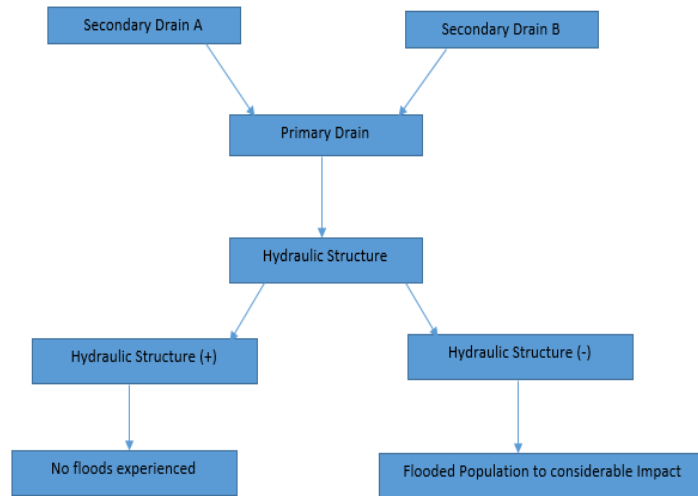 Secondary Drain A
Secondary Drain B
Primary Drain
Hydraulic Structure
Hydraulic Structure (+)
Hydraulic Structure (-)
No floods experienced
Flooded Population to considerable Impact